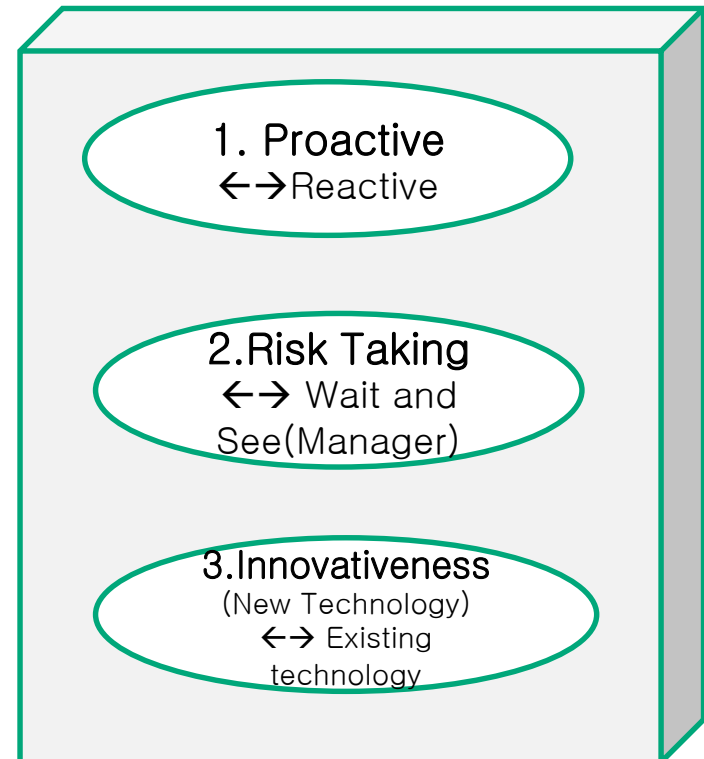 1. Proactive
←→Reactive
2.Risk Taking
←→ Wait and
See(Manager)
3.Innovativeness
(New Technology)
←→ Existing
technology